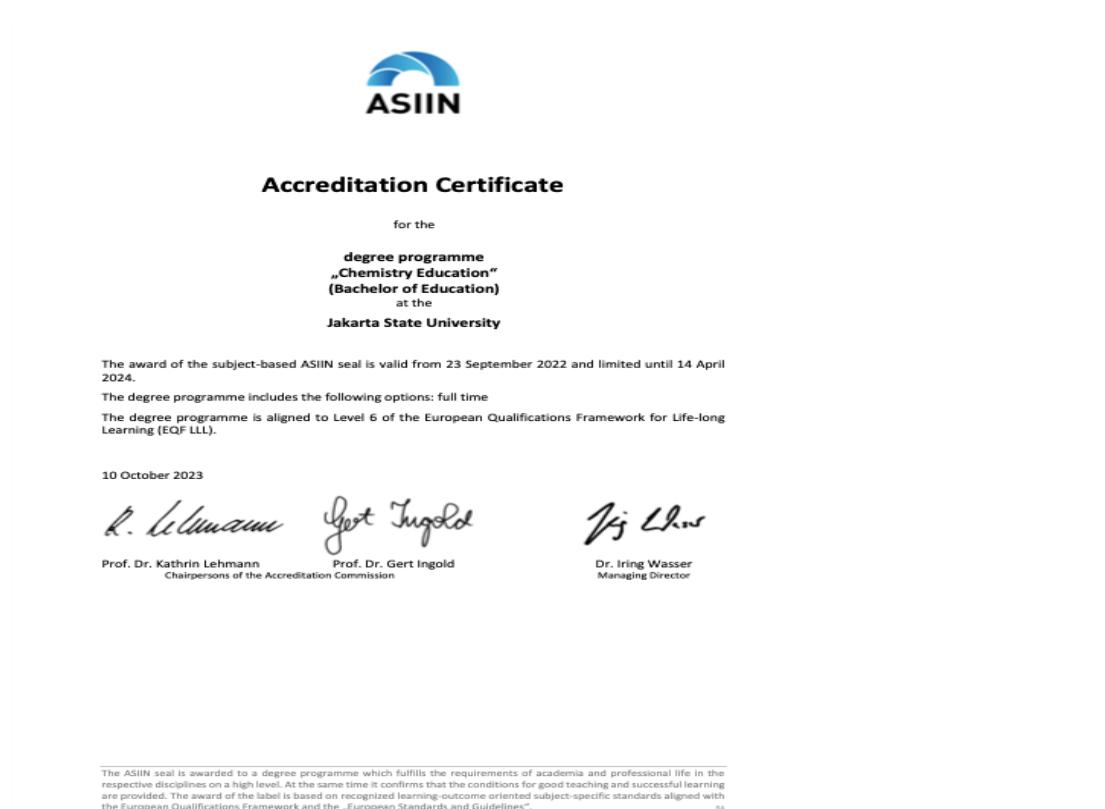 ASIIN
Accreditation Certificate
for the
degree programme
„Chemistry Education“
(Bachelor of Education)
at the
Jakarta State University
The award of the subject-based ASIIN seal is valid from 23 September 2022 and limited until 14 April
2024.
The degree programme includes the following options: full time
The degree programme is aligned to Level 6 of the European Qualifications Framework for Life-long
Learning (EQF LLL).
10 October 2023
R. Lehmann Gert Ingold
Prof. Dr. Kathrin Lehmann Prof. Dr. Gert Ingold Dr. Iring Wasser
Chairpersons of the Accreditation Commission Managing Director
The ASIIN seal is awarded to a degree programme which fulfills the requirements of academia and professional life in the
respective disciplines on a high level. At the same time it confirms that the conditions for good teaching and successful learning
are provided. The award of the label is based on recognized learning-outcome oriented subject-specific standards aligned with
the European Qualifications Framework and the „European Standards and Guidelines“.